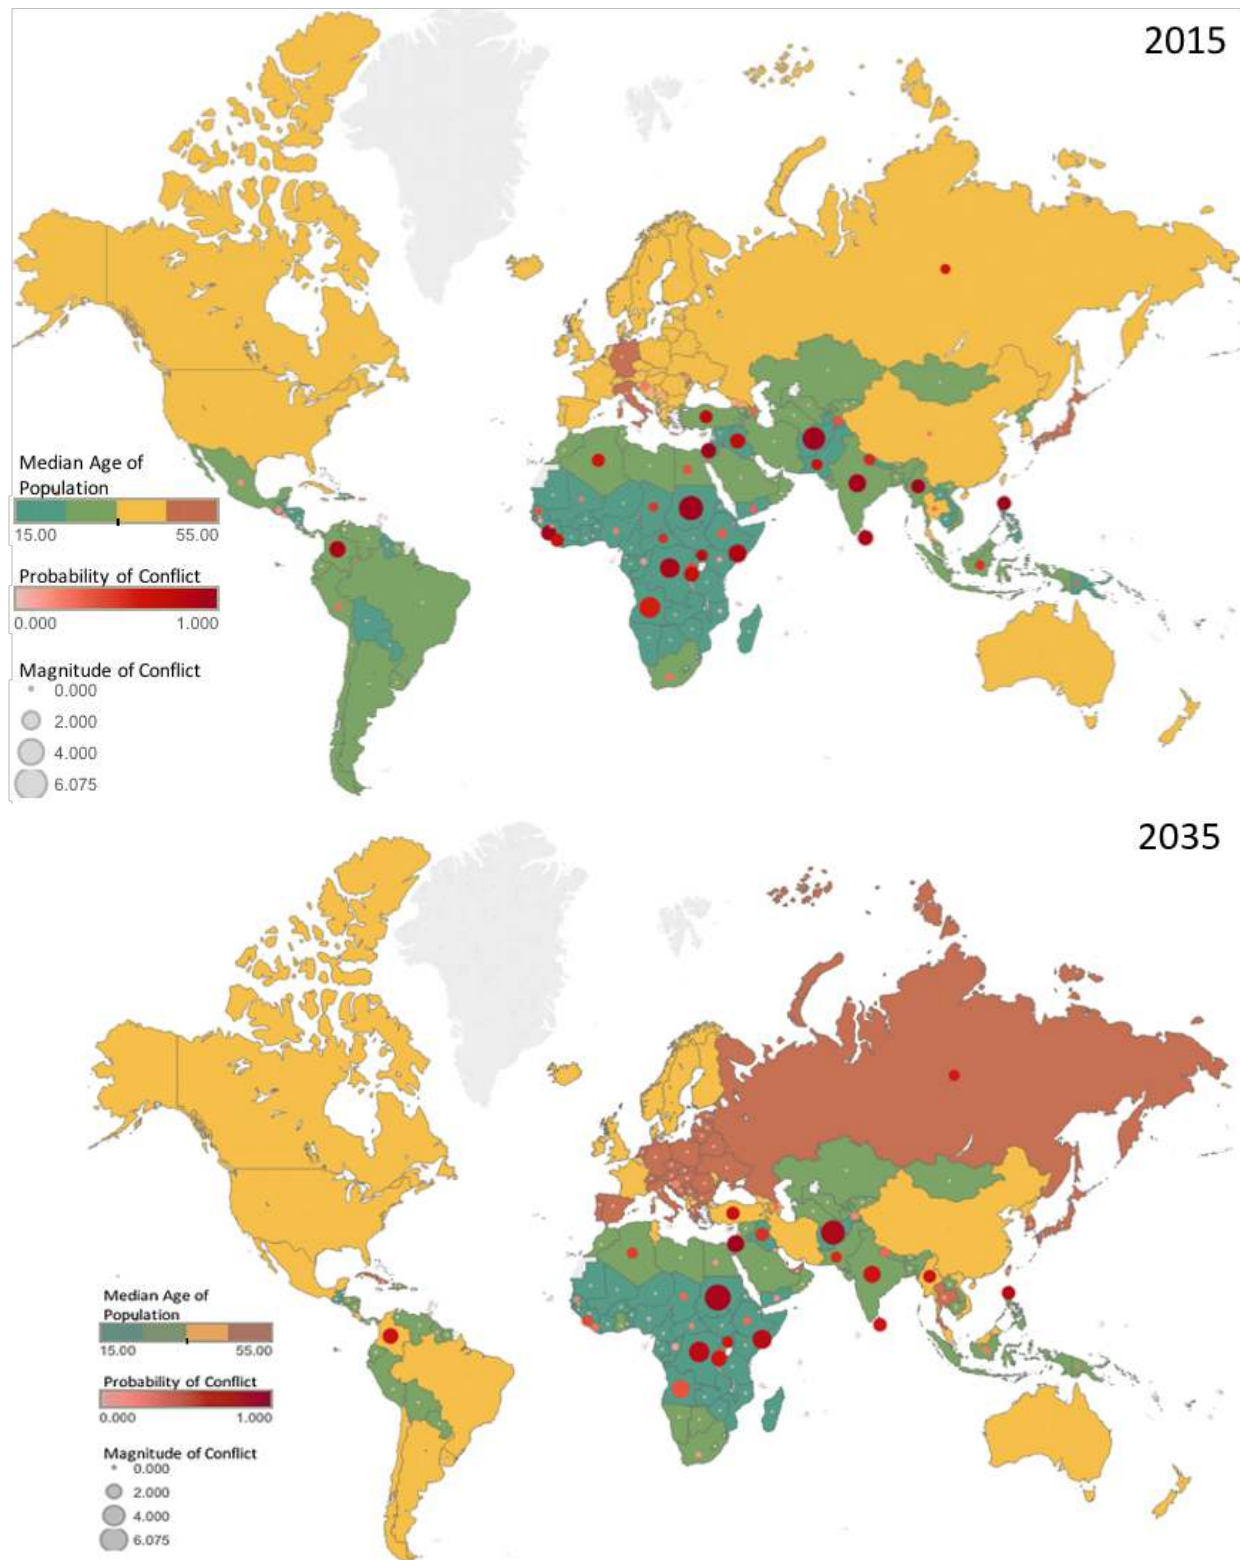 2015
Median Age of
Population
15.00 55.00
Probability of Conflict
0.000 1.000
Magnitude of Conflict
0.000
2.000
4.000
6.075
2035
Median Age of
Population
15.00 55.00
Probability of Conflict
0.000 1.000
Magnitude of Conflict
0.000
2.000
4.000
6.075